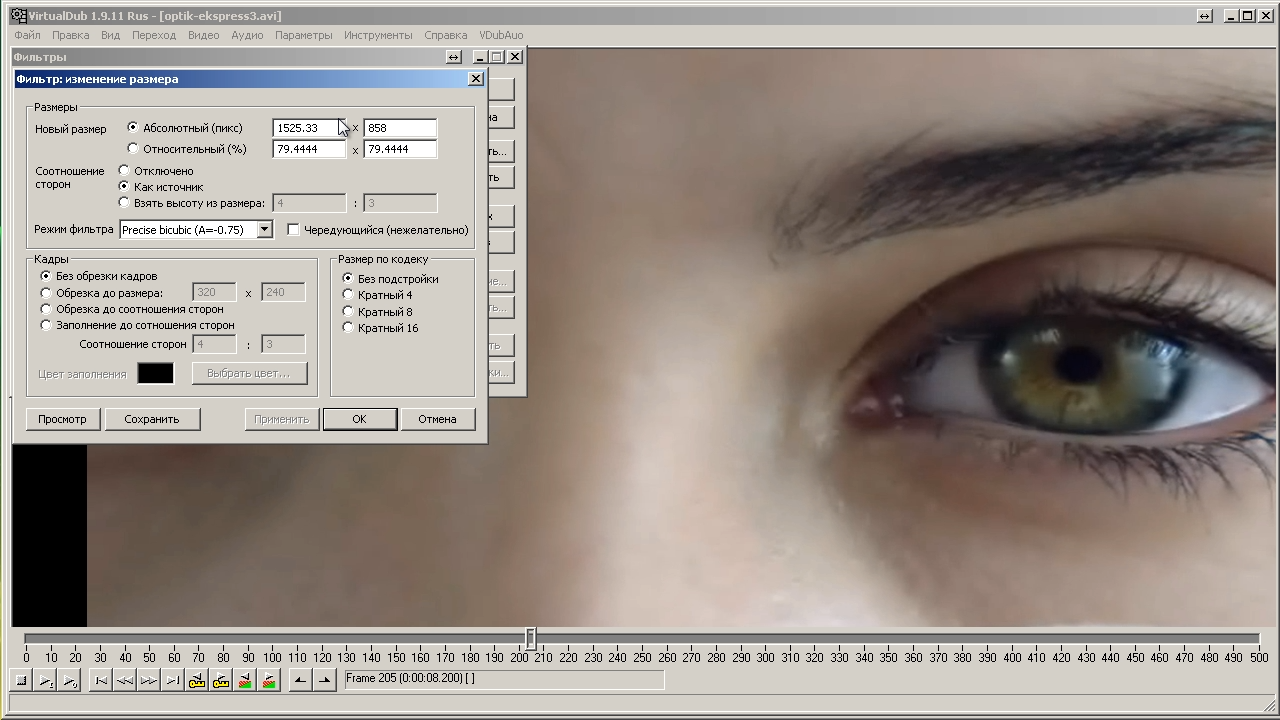 VirtualDub 1.9.11 Rus - [optik-ekspress3.avi]
Файл Правка Вид Переход Видео Аудио Параметры Инструменты Справка VDubAuo
Фильтры
Фильтр: изменение размера
Размеры
Новый размер Абсолютный (пикс) 1525.33 x 858
Относительный (%) 79.4444 x 79.4444
Соотношение сторон
Отключено
Как источник
Взять высоту из размера: 4 : 3
Режим фильтра Precise bicubic (A=-0.75) Чередующийся (нежелательно)
Кадры
Без обрезки кадров
Обрезка до размера: 320 x 240
Обрезка до соотношения сторон
Заполнение до сотношения сторон
Соотношение сторон 4 : 3
Цвет заполнения Выбрать цвет...
Размер по кодеку
Без подстройки
Кратный 4
Кратный 8
Кратный 16
Просмотр Сохранить Применить OK Отмена
0 10 20 30 40 50 60 70 80 90 100 110 120 130 140 150 160 170 180 190 200 210 220 230 240 250 260 270 280 290 300 310 320 330 340 350 360 370 380 390 400 410 420 430 440 450 460 470 480 490 500
Frame 205 (0:00:08.200) [ ]